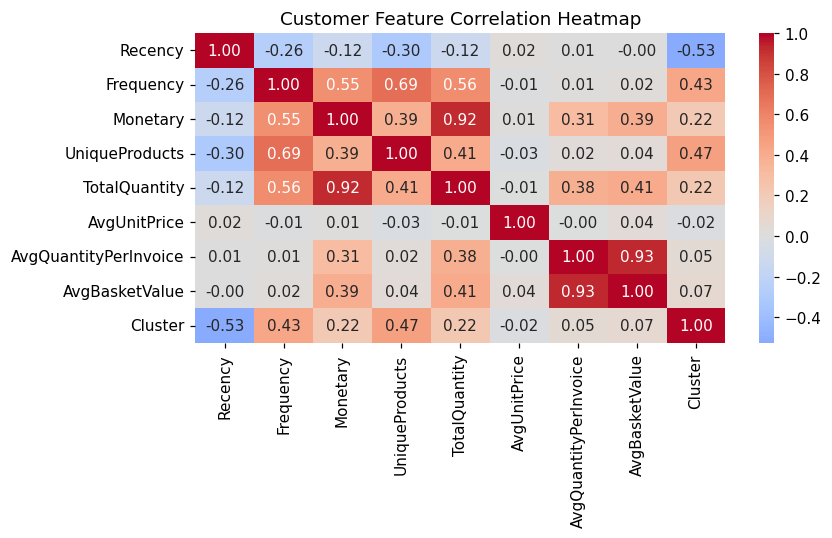 Customer Feature Correlation Heatmap
Recency 1.00 -0.26 -0.12 -0.30 -0.12 0.02 0.01 -0.00 -0.53
Frequency -0.26 1.00 0.55 0.69 0.56 -0.01 0.01 0.02 0.43
Monetary -0.12 0.55 1.00 0.39 0.92 0.01 0.31 0.39 0.22
UniqueProducts -0.30 0.69 0.39 1.00 0.41 -0.03 0.02 0.04 0.47
TotalQuantity -0.12 0.56 0.92 0.41 1.00 -0.01 0.38 0.41 0.22
AvgUnitPrice 0.02 -0.01 0.01 -0.03 -0.01 1.00 -0.00 0.04 -0.02
AvgQuantityPerInvoice 0.01 0.01 0.31 0.02 0.38 -0.00 1.00 0.93 0.05
AvgBasketValue -0.00 0.02 0.39 0.04 0.41 0.04 0.93 1.00 0.07
Cluster -0.53 0.43 0.22 0.47 0.22 -0.02 0.05 0.07 1.00
Recency
Frequency
Monetary
UniqueProducts
TotalQuantity
AvgUnitPrice
AvgQuantityPerInvoice
AvgBasketValue
Cluster
1.0
0.8
0.6
0.4
0.2
0.0
−0.2
−0.4